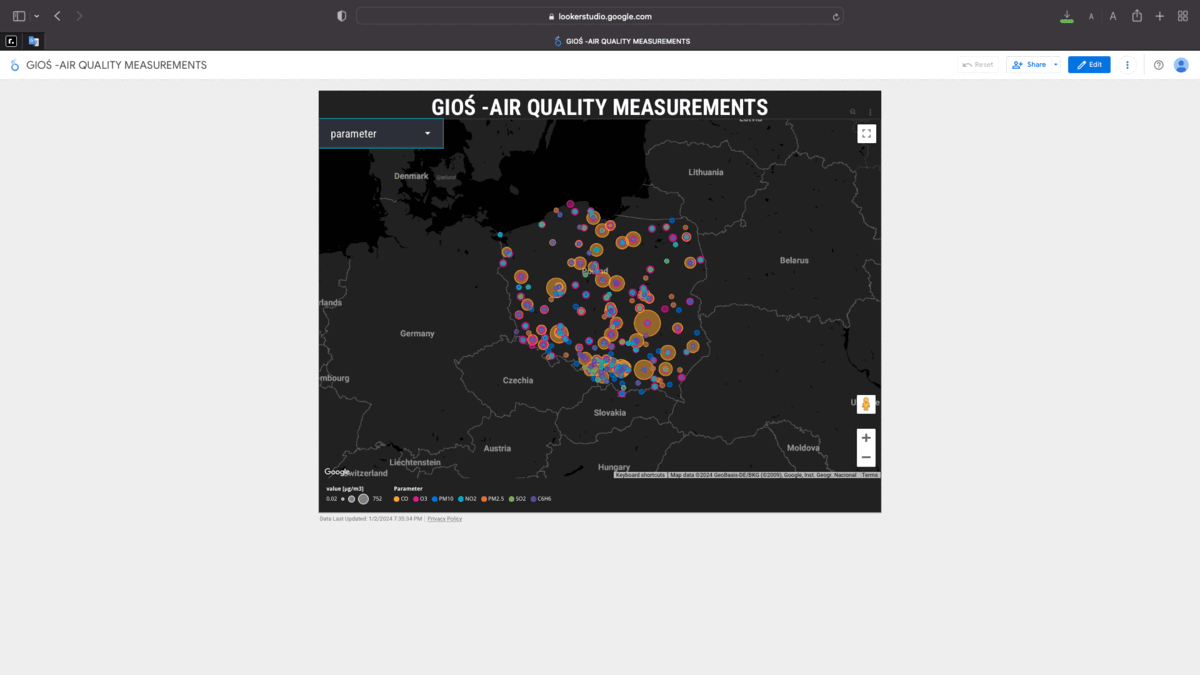 lookerstudio.google.com
A A
r.
GIOŚ -AIR QUALITY MEASUREMENTS
GIOŚ -AIR QUALITY MEASUREMENTS
Reset
Share
Edit
GIOŚ -AIR QUALITY MEASUREMENTS
parameter
Denmark
Lithuania
Belarus
Poland
rlands
Germany
mbourg
Czechia
Slovakia
Austria
Moldova
Liechtenstein
Hungary
Google
witzerland
Keyboard shortcuts | Map data ©2024 GeoBasis-DE/BKG (©2009), Google, Inst. Geogr. Nacional Terms
value [µg/m3]
0.02 752
Parameter
CO O3 PM10 NO2 PM2.5 SO2 C6H6
Data Last Updated: 1/2/2024 7:35:34 PM | Privacy Policy